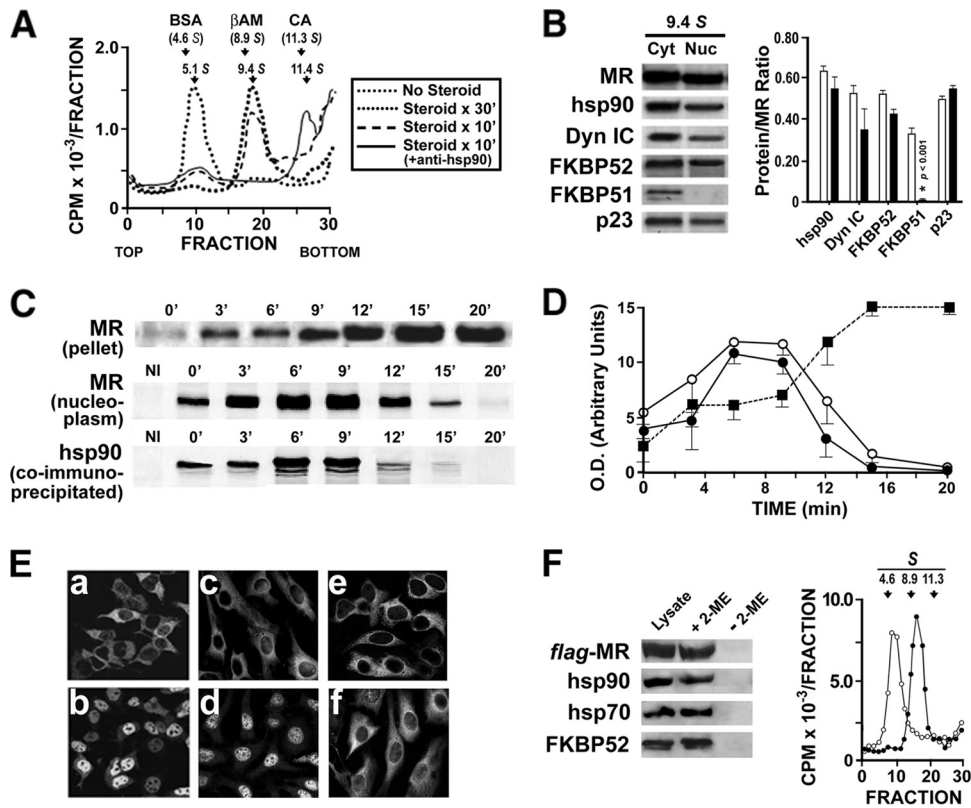 A
BSA βAM CA
(4.6 S) (8.9 S) (11.3 S)
5.1 S 9.4 S 11.4 S
CPM x 10⁻³/FRACTION
2.0
1.0
0
0 10 20 30
TOP FRACTION BOTTOM
No Steroid
Steroid x 30'
Steroid x 10'
Steroid x 10'
(+anti-hsp90)
B
9.4 S
Cyt Nuc
MR
hsp90
Dyn IC
FKBP52
FKBP51
p23
Protein/MR Ratio
0.80
0.60
0.40
0.20
0.00
* p < 0.001
hsp90 Dyn IC FKBP52 FKBP51 p23
C
0' 3' 6' 9' 12' 15' 20'
MR
(pellet)
NI 0' 3' 6' 9' 12' 15' 20'
MR
(nucleo-
plasm)
NI 0' 3' 6' 9' 12' 15' 20'
hsp90
(co-immuno-
precipitated)
D
O.D. (Arbitrary Units)
15
10
5
0
0 4 8 12 16 20
TIME (min)
E
a c e
b d f
F
Lysate + 2-ME - 2-ME
flag-MR
hsp90
hsp70
FKBP52
S
4.6 8.9 11.3
CPM x 10⁻³/FRACTION
10.0
5.0
0
0 10 20 30
FRACTION